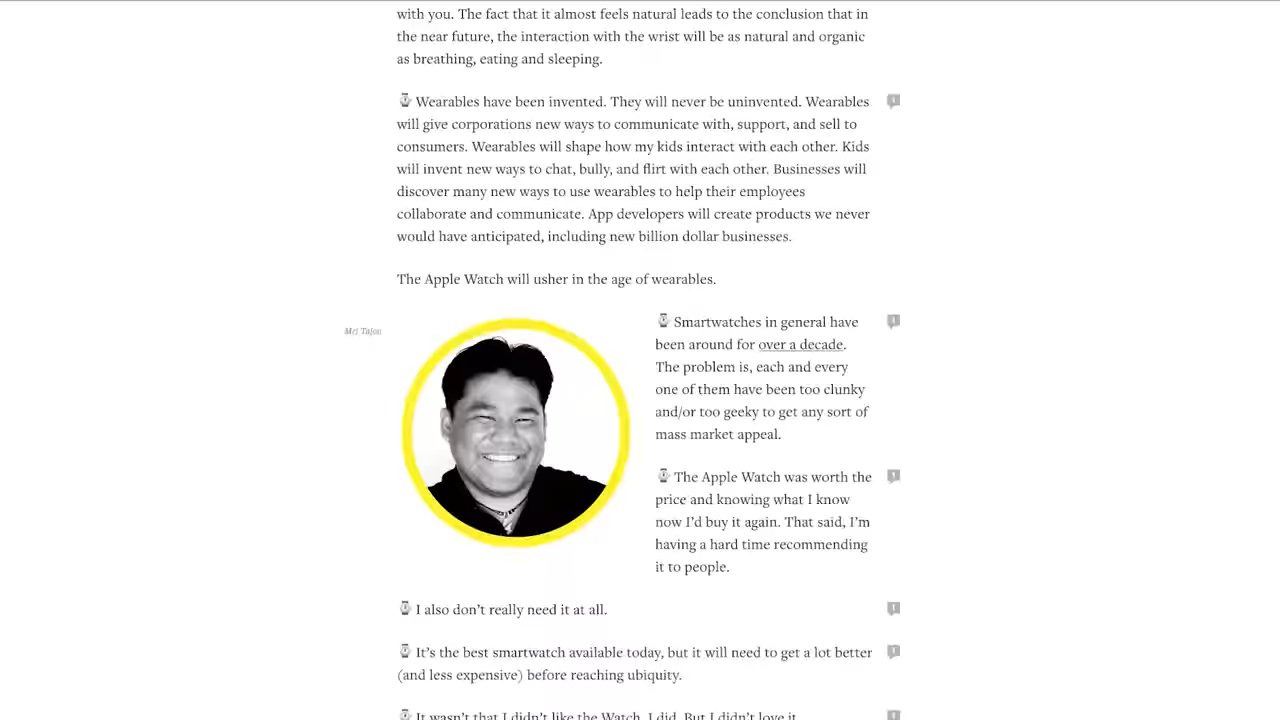 with you. The fact that it almost feels natural leads to the conclusion that in
the near future, the interaction with the wrist will be as natural and organic
as breathing, eating and sleeping.
Wearables have been invented. They will never be uninvented. Wearables
will give corporations new ways to communicate with, support, and sell to
consumers. Wearables will shape how my kids interact with each other. Kids
will invent new ways to chat, bully, and flirt with each other. Businesses will
discover many new ways to use wearables to help their employees
collaborate and communicate. App developers will create products we never
would have anticipated, including new billion dollar businesses.
The Apple Watch will usher in the age of wearables.
Smartwatches in general have
been around for over a decade.
The problem is, each and every
one of them have been too clunky
and/or too geeky to get any sort of
mass market appeal.
The Apple Watch was worth the
price and knowing what I know
now I'd buy it again. That said, I'm
having a hard time recommending
it to people.
I also don't really need it at all.
It's the best smartwatch available today, but it will need to get a lot better
(and less expensive) before reaching ubiquity.
It wasn't that I didn't like the Watch. I did. But I didn't love it.